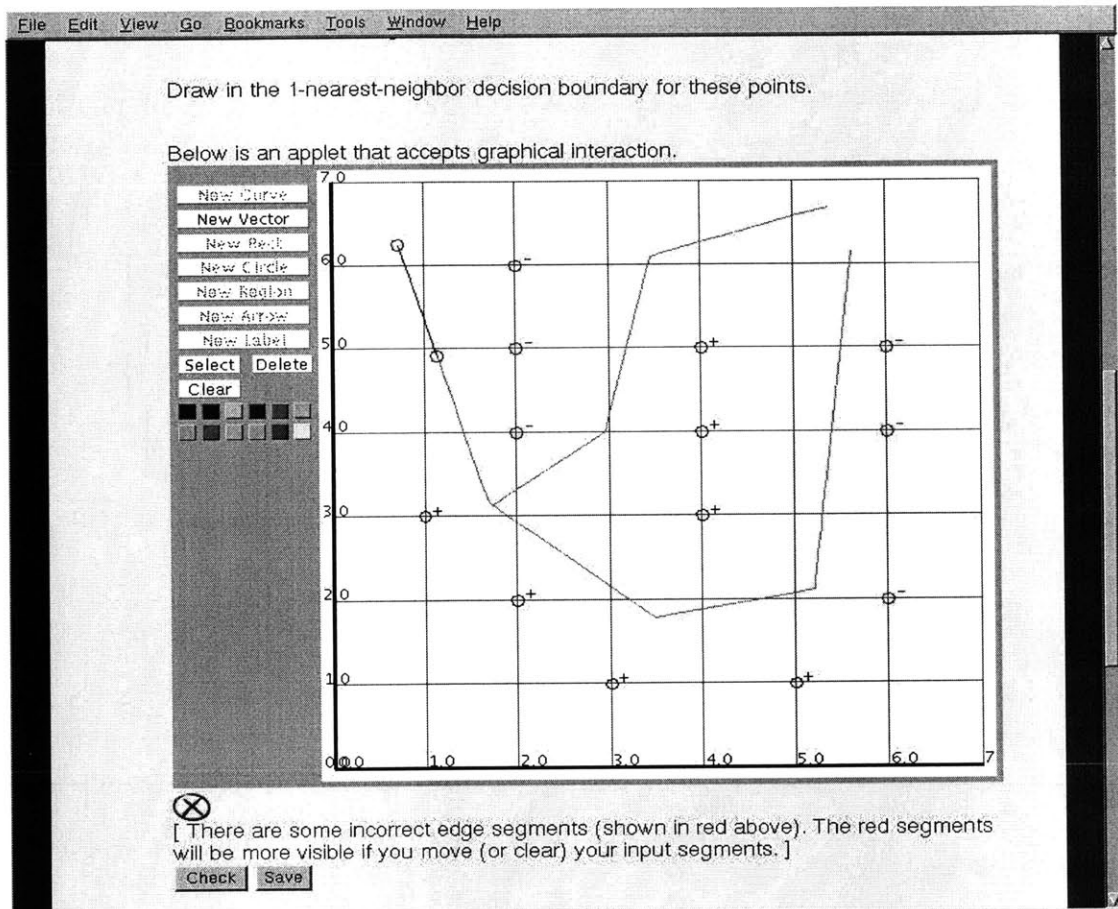 File Edit View Go Bookmarks Tools Window Help
Draw in the 1-nearest-neighbor decision boundary for these points.
Below is an applet that accepts graphical interaction.
New Curve
New Vector
New Rect
New Circle
New Region
New Arrow
New Label
Select Delete
Clear
7.0
6.0 -
5.0 - + -
4.0 - + -
3.0 + +
2.0 + -
1.0 + +
0.0 0.0 1.0 2.0 3.0 4.0 5.0 6.0 7
[ There are some incorrect edge segments (shown in red above). The red segments
will be more visible if you move (or clear) your input segments. ]
Check Save